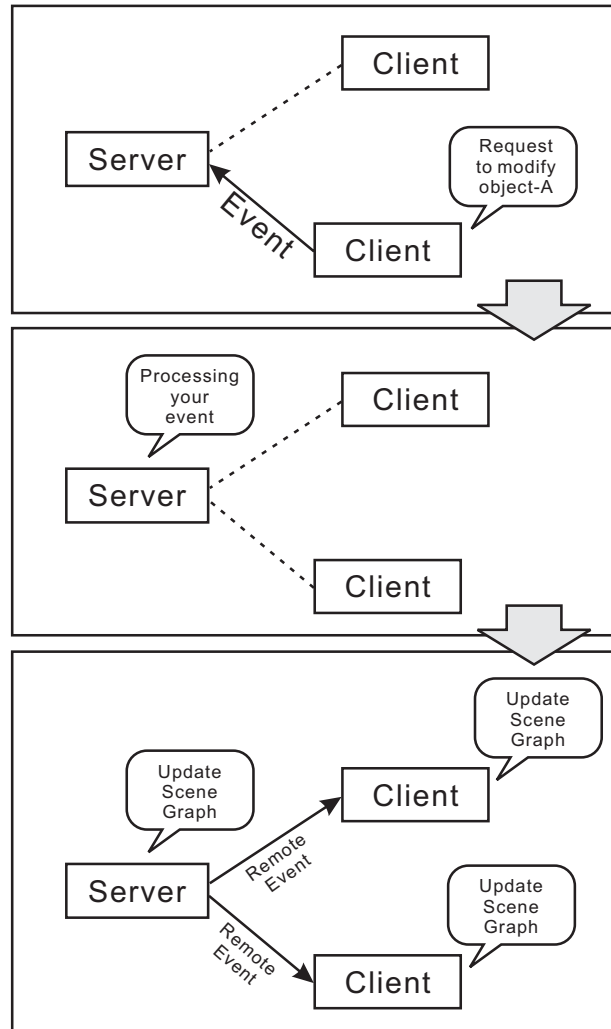 Client
Server
Request
to modify
object-A
Event
Client
Processing
your
event
Client
Server
Client
Update
Scene
Graph
Update
Scene
Graph
Client
Server
Remote
Event
Update
Scene
Graph
Remote
Event
Client